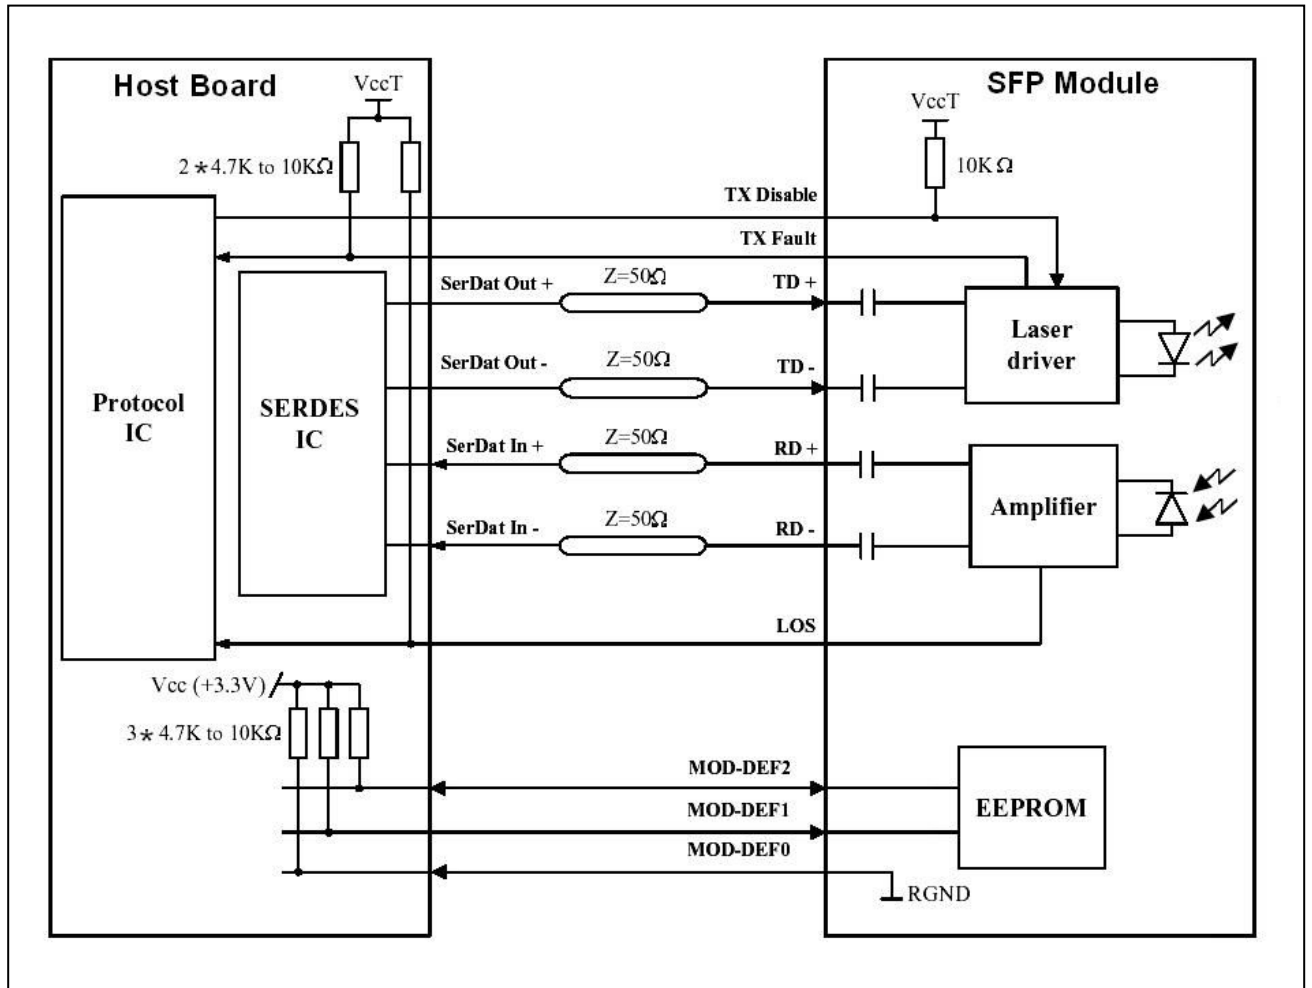 Host Board
VccT
SFP Module
VccT
2*4.7K to 10KΩ
10KΩ
TX Disable
TX Fault
SerDat Out +
Z=50Ω
TD +
Laser
driver
SerDat Out -
Z=50Ω
TD -
Protocol
IC
SERDES
IC
SerDat In +
Z=50Ω
RD +
Amplifier
SerDat In -
Z=50Ω
RD -
LOS
Vcc (+3.3V)
3* 4.7K to 10KΩ
MOD-DEF2
MOD-DEF1
EEPROM
MOD-DEF0
RGND